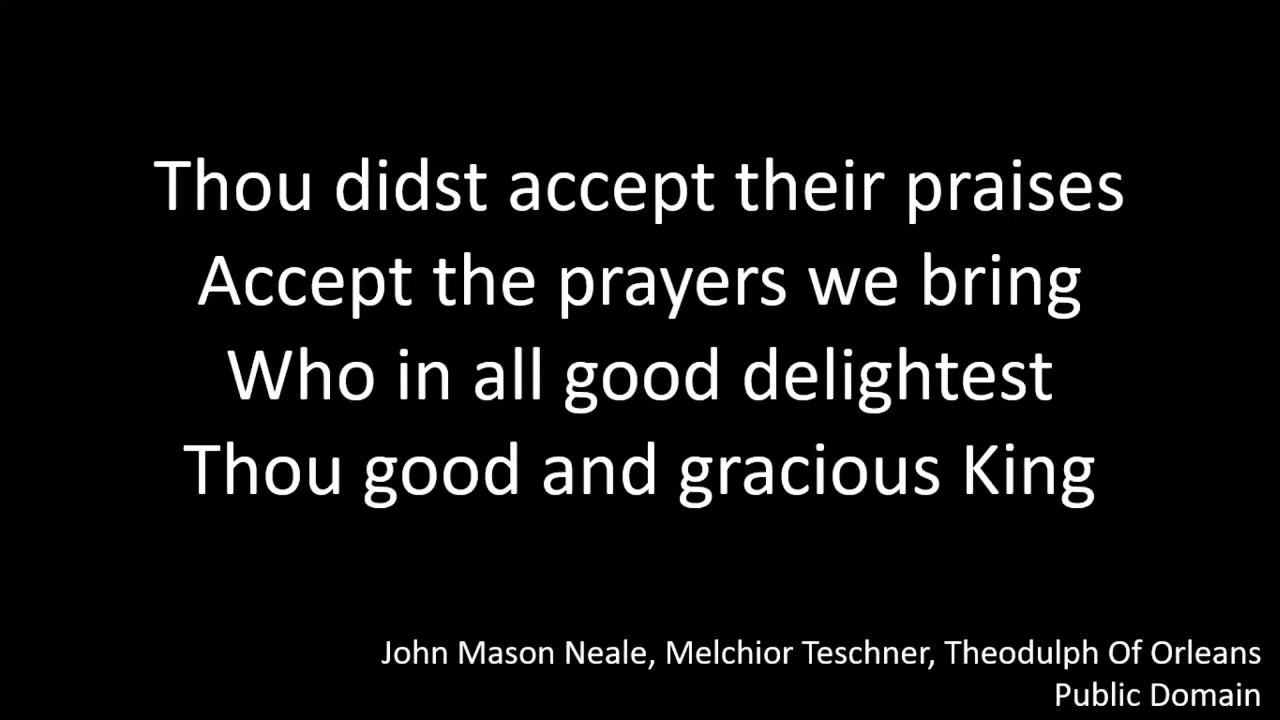 Thou didst accept their praises
Accept the prayers we bring
Who in all good delightest
Thou good and gracious King
John Mason Neale, Melchior Teschner, Theodulph Of Orleans
Public Domain